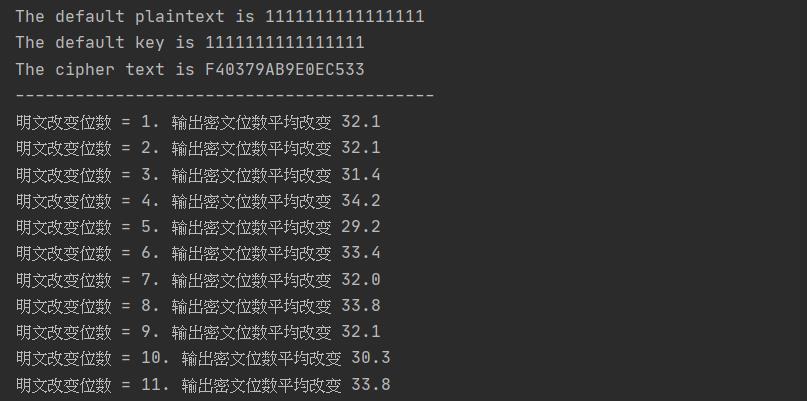 The default plaintext is 1111111111111111
The default key is 1111111111111111
The cipher text is F40379AB9E0EC533
------------------------------------------
明文改变位数 = 1. 输出密文位数平均改变 32.1
明文改变位数 = 2. 输出密文位数平均改变 32.1
明文改变位数 = 3. 输出密文位数平均改变 31.4
明文改变位数 = 4. 输出密文位数平均改变 34.2
明文改变位数 = 5. 输出密文位数平均改变 29.2
明文改变位数 = 6. 输出密文位数平均改变 33.4
明文改变位数 = 7. 输出密文位数平均改变 32.0
明文改变位数 = 8. 输出密文位数平均改变 33.8
明文改变位数 = 9. 输出密文位数平均改变 32.1
明文改变位数 = 10. 输出密文位数平均改变 30.3
明文改变位数 = 11. 输出密文位数平均改变 33.8